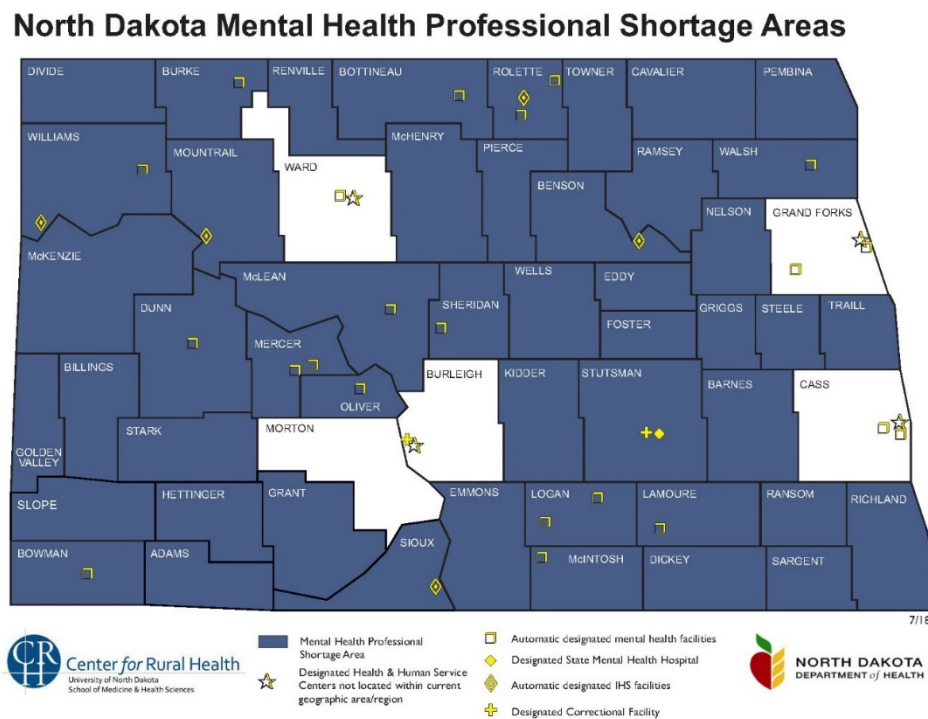 North Dakota Mental Health Professional Shortage Areas
DIVIDE
BURKE
RENVILLE
BOTTINEAU
ROLETTE
TOWNER
CAVALIER
PEMBINA
WILLIAMS
MOUNTRAIL
WARD
McHENRY
PIERCE
BENSON
RAMSEY
WALSH
NELSON
GRAND FORKS
McKENZIE
DUNN
McLEAN
MERCER
OLIVER
SHERIDAN
WELLS
EDDY
FOSTER
GRIGGS
STEELE
TRAILL
BILLINGS
GOLDEN
VALLEY
STARK
MORTON
BURLEIGH
KIDDER
STUTSMAN
BARNES
CASS
SLOPE
HETTINGER
GRANT
BOWMAN
ADAMS
SIOUX
EMMONS
LOGAN
LAMOURE
RANSOM
RICHLAND
McINTOSH
DICKEY
SARGENT
7/18
CRH
Center for Rural Health
University of North Dakota
School of Medicine & Health Sciences
Mental Health Professional
Shortage Area
Designated Health & Human Service
Centers not located within current
geographic area/region
Automatic designated mental health facilities
Designated State Mental Health Hospital
Automatic designated IHS facilities
Designated Correctional Facility
NORTH DAKOTA
DEPARTMENT of HEALTH